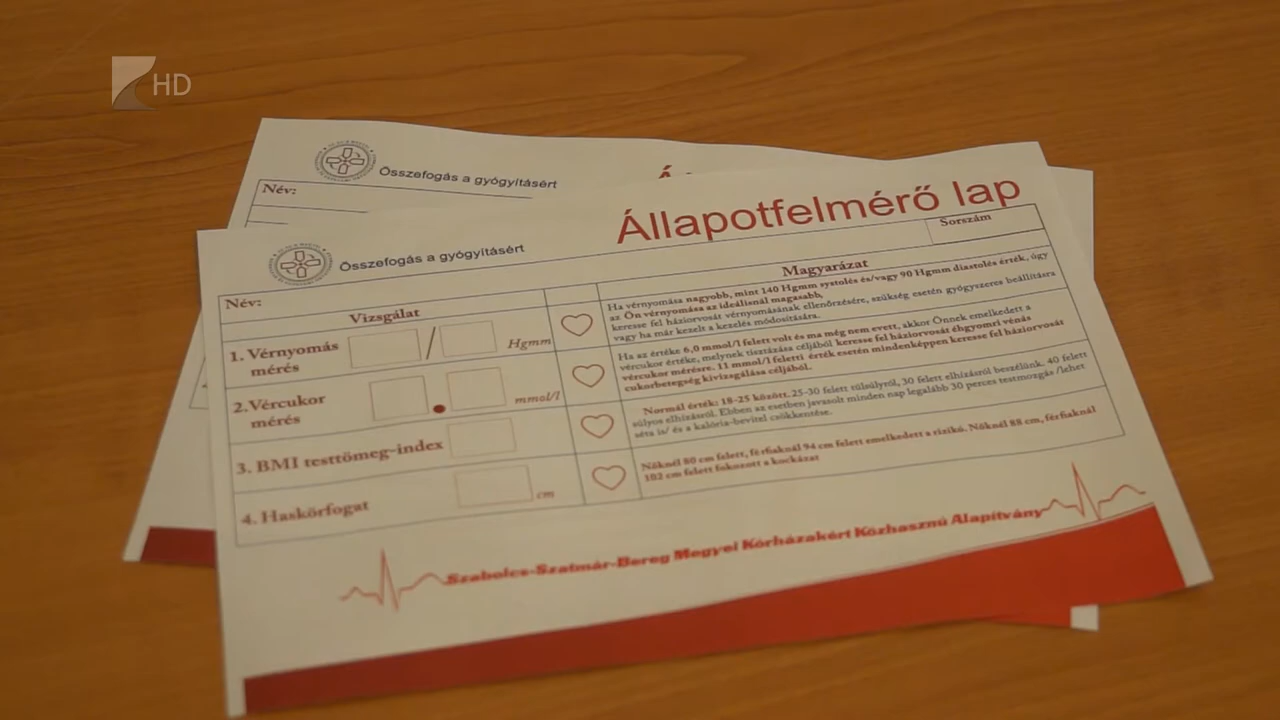 HD
Összefogás a gyógyításért
Név:
Összefogás a gyógyításért
Állapotfelmérő lap
Sorszám
Név:
Vizsgálat
Magyarázat
1. Vérnyomás
mérés
/
Hgmm
Ha vérnyomása nagyobb, mint 140 Hgmm systolés és/vagy 90 Hgmm diastolés érték, úgy
az Ön vérnyomása az ideálisnál magasabb,
keresse fel háziorvosát vérnyomásának ellenőrzésére, szükség esetén gyógyszeres beállításra
vagy ha már kezelt a kezelés módosítására.
2.Vércukor
mérés
.
mmol/l
Ha az értéke 6,0 mmol/l felett volt és ma még nem evett, akkor Önnek emelkedett a
vércukor értéke, melynek tisztázása céljából keresse fel háziorvosát éhgyomri vénás
vércukor mérésre. 11 mmol/l feletti érték esetén mindenképpen keresse fel háziorvosát
cukorbetegség kivizsgálása céljából.
3. BMI testtömeg-index
Normál érték: 18-25 között. 25-30 felett túlsúlyról, 30 felett elhízásról beszélünk. 40 felett
súlyos elhízásról. Ebben az esetben javasolt minden nap legalább 30 perces testmozgás /lehet
séta is/ és a kalória-bevitel csökkentése.
4. Haskörfogat
cm
Nőknél 80 cm felett, férfiaknál 94 cm felett emelkedett a rizikó. Nőknél 88 cm, férfiaknál
102 cm felett fokozott a kockázat
Szabolcs-Szatmár-Bereg Megyei Kórházakért Közhasznú Alapítvány